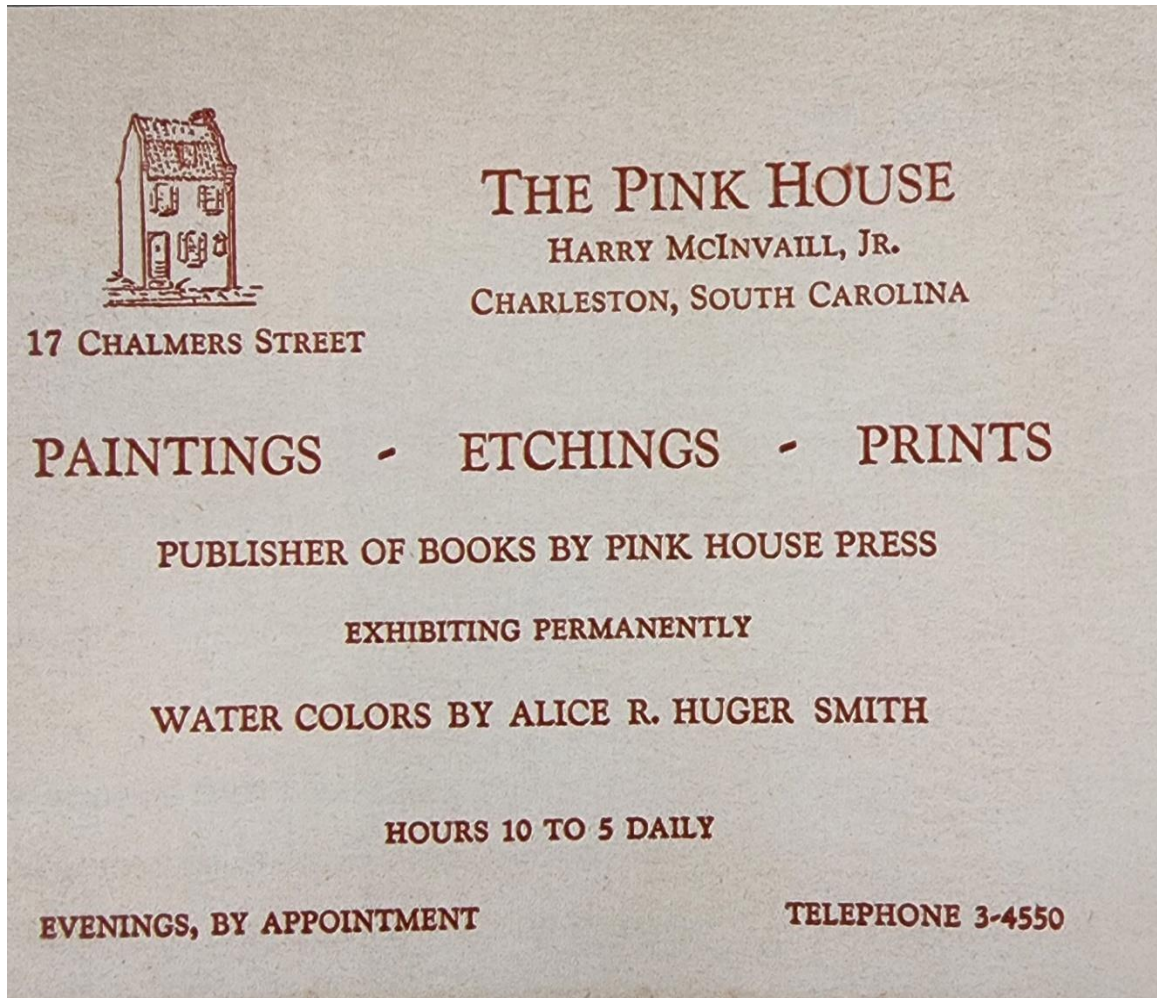 THE PINK HOUSE
HARRY McINVAILL, JR.
CHARLESTON, SOUTH CAROLINA
17 CHALMERS STREET
PAINTINGS - ETCHINGS - PRINTS
PUBLISHER OF BOOKS BY PINK HOUSE PRESS
EXHIBITING PERMANENTLY
WATER COLORS BY ALICE R. HUGER SMITH
HOURS 10 TO 5 DAILY
EVENINGS, BY APPOINTMENT TELEPHONE 3-4550